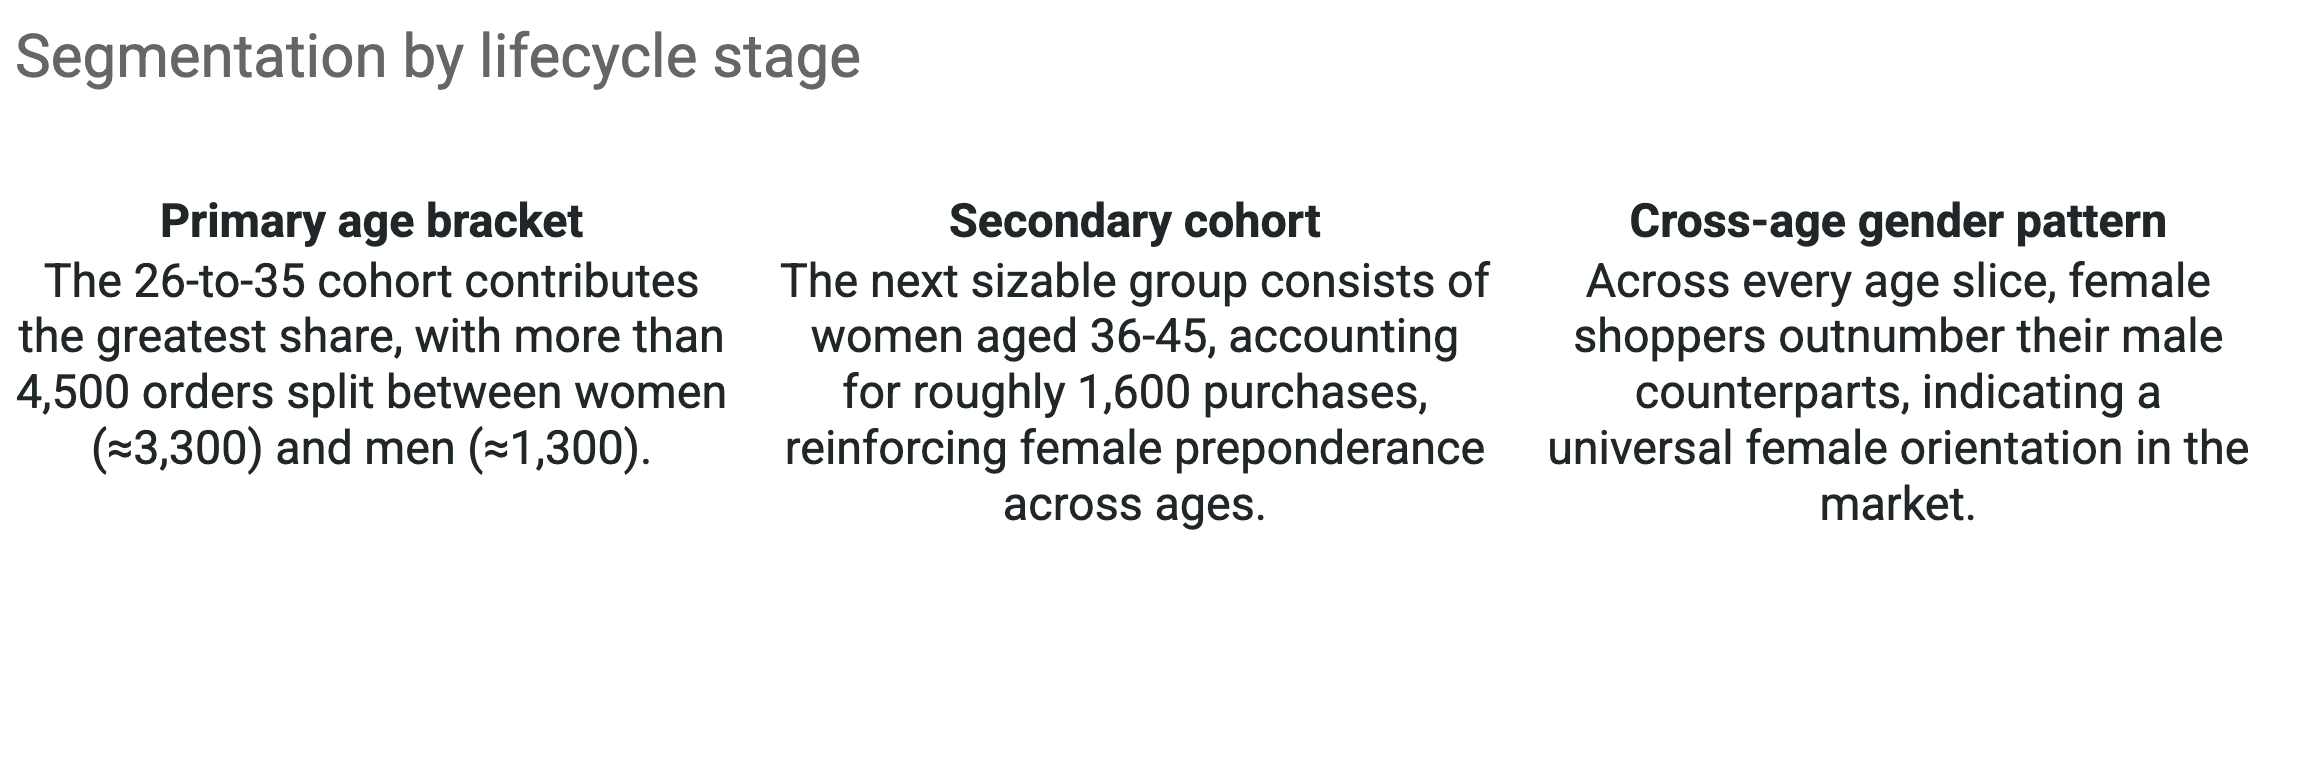 Segmentation by lifecycle stage
Primary age bracket
The 26-to-35 cohort contributes
the greatest share, with more than
4,500 orders split between women
(≈3,300) and men (≈1,300).
Secondary cohort
The next sizable group consists of
women aged 36-45, accounting
for roughly 1,600 purchases,
reinforcing female preponderance
across ages.
Cross-age gender pattern
Across every age slice, female
shoppers outnumber their male
counterparts, indicating a
universal female orientation in the
market.